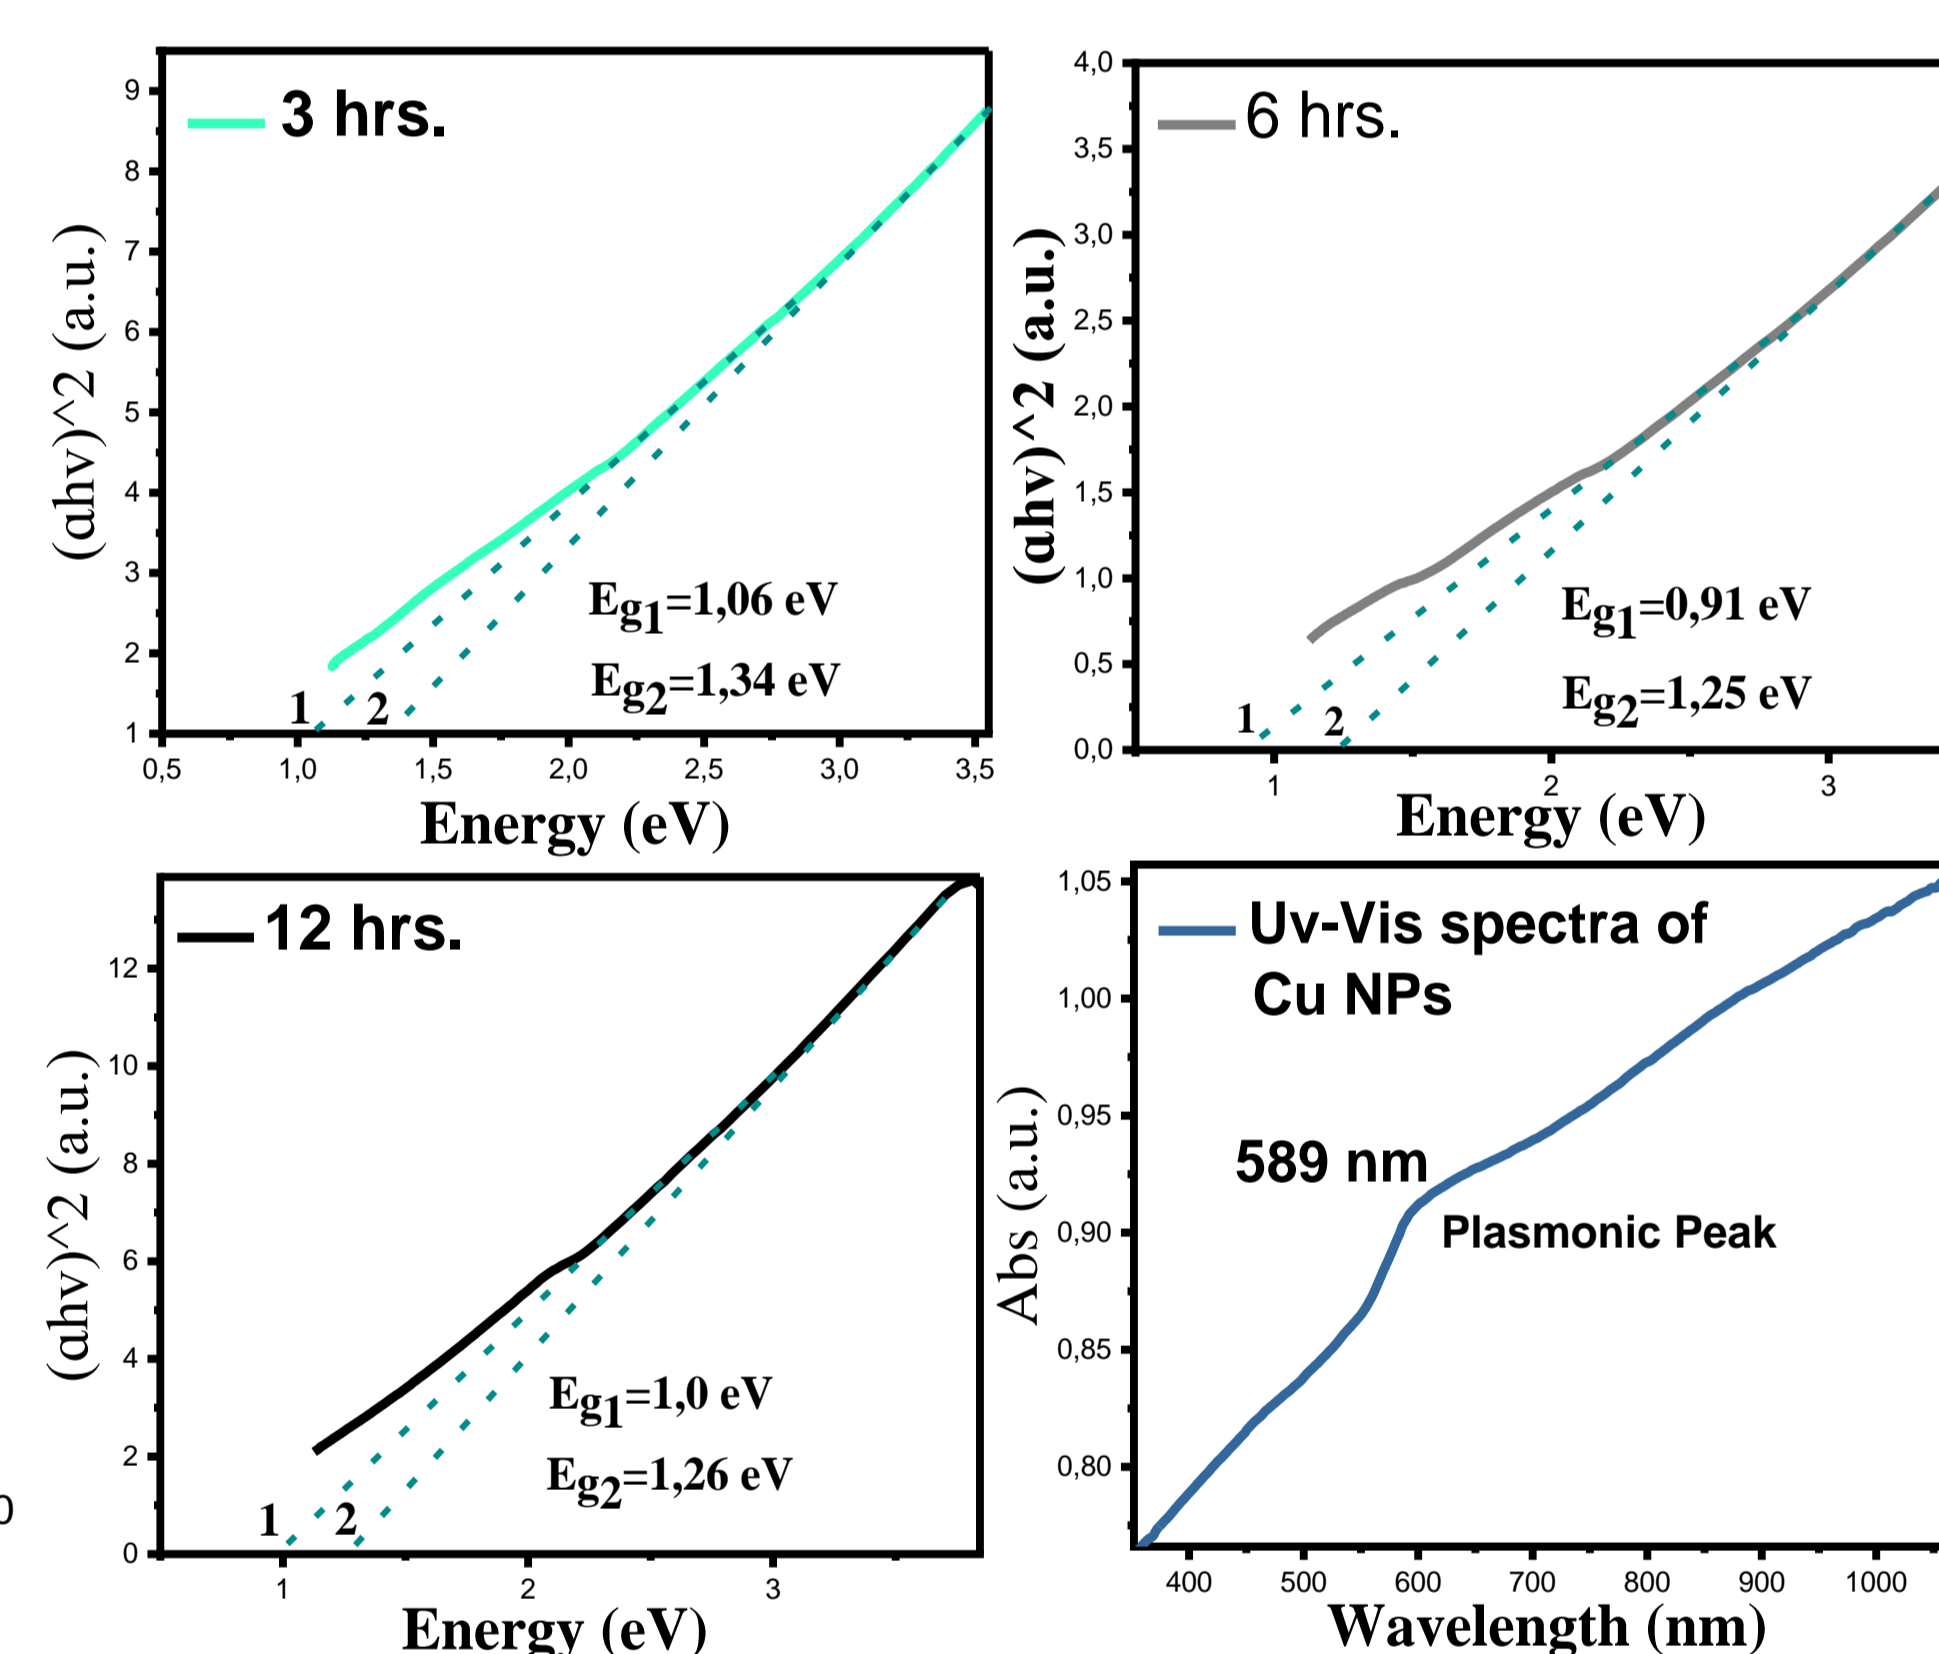 3 hrs.
(αhv)^2 (a.u.)
9
8
7
6
5
4
3
2
1
Eg1=1,06 eV
Eg2=1,34 eV
1 2
0,5 1,0 1,5 2,0 2,5 3,0 3,5
Energy (eV)
6 hrs.
(αhv)^2 (a.u.)
4,0
3,5
3,0
2,5
2,0
1,5
1,0
0,5
0,0
Eg1=0,91 eV
Eg2=1,25 eV
1 2
1 2 3
Energy (eV)
12 hrs.
(αhv)^2 (a.u.)
12
10
8
6
4
2
0
Eg1=1,0 eV
Eg2=1,26 eV
1 2
1 2 3
Energy (eV)
0
Uv-Vis spectra of
Cu NPs
Abs (a.u.)
1,05
1,00
0,95
0,90
0,85
0,80
589 nm
Plasmonic Peak
400 500 600 700 800 900 1000
Wavelength (nm)